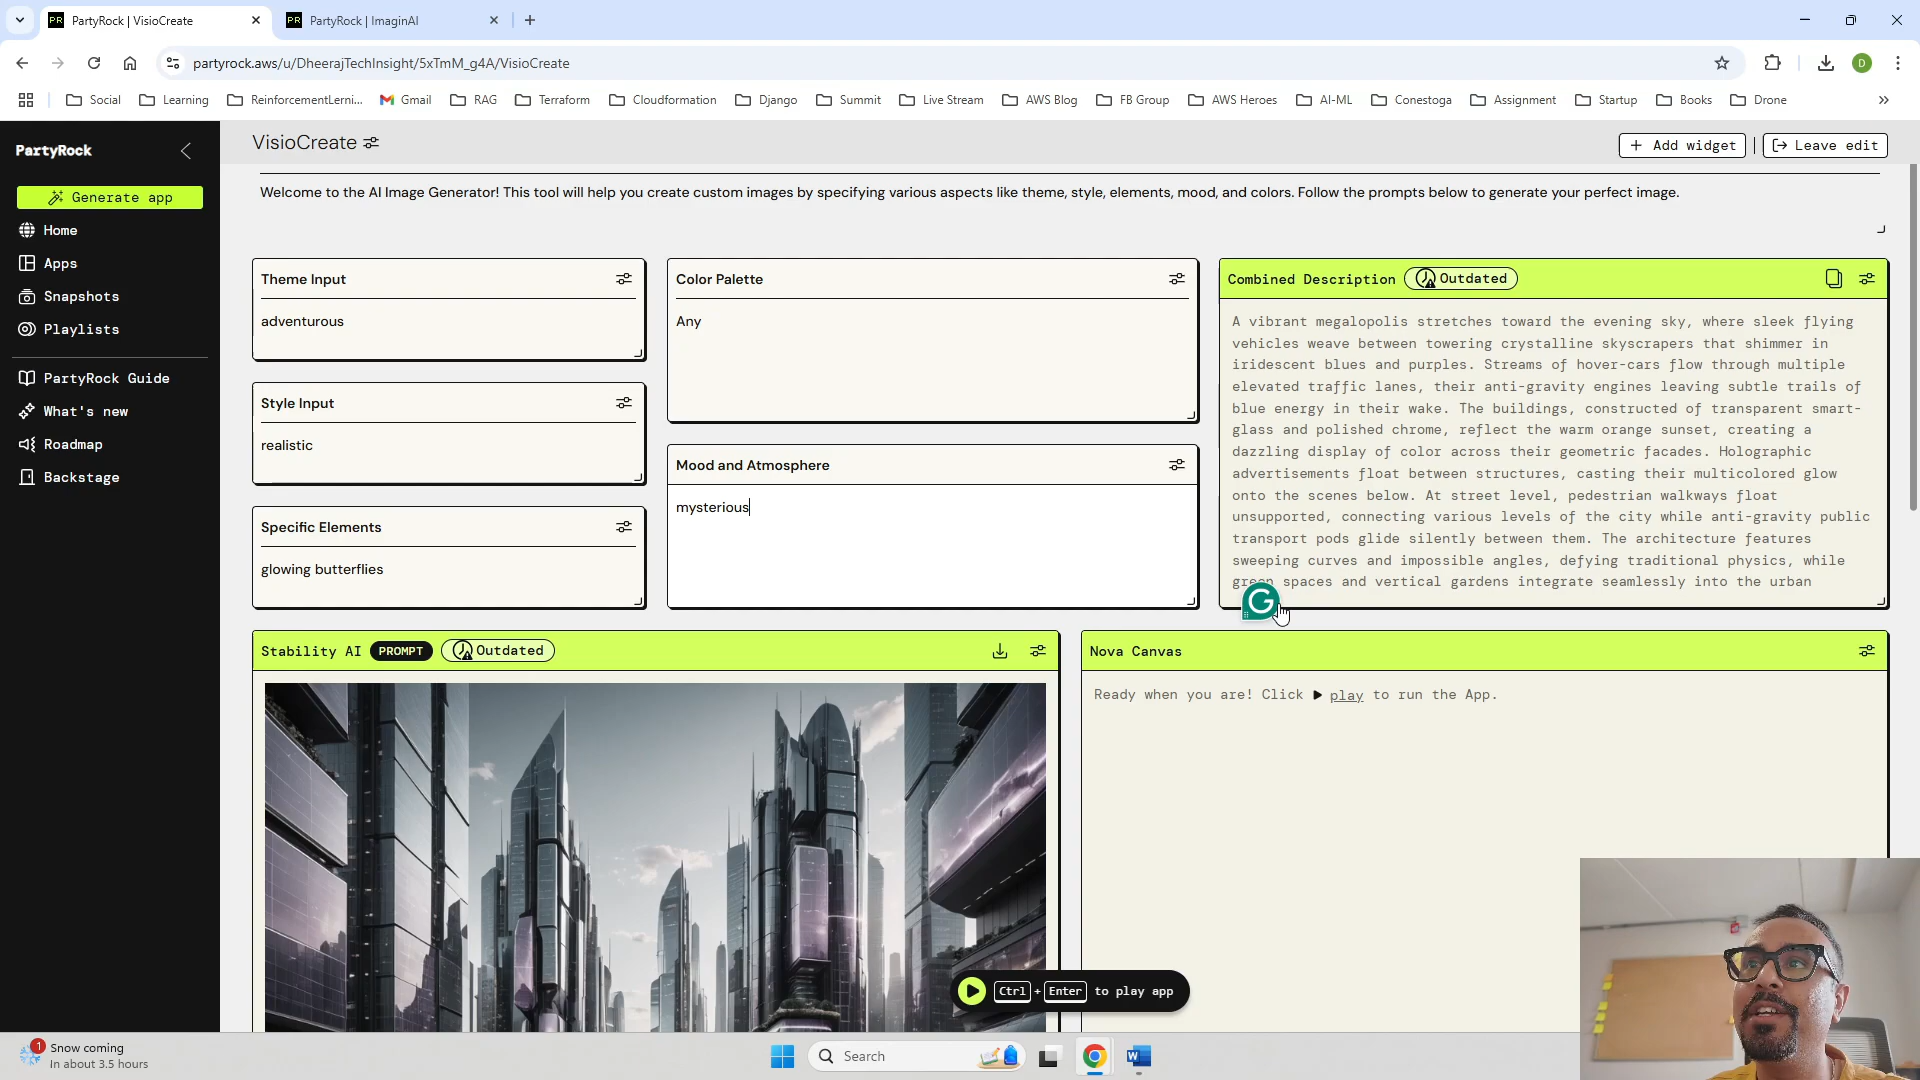 PR PartyRock | VisioCreate
PR PartyRock | ImaginAI
partyrock.aws/u/DheerajTechInsight/5xTmM_g4A/VisioCreate
D
Social
Learning
ReinforcementLerni...
Gmail
RAG
Terraform
Cloudformation
Django
Summit
Live Stream
AWS Blog
FB Group
AWS Heroes
AI-ML
Conestoga
Assignment
Startup
Books
Drone
PartyRock
Generate app
Home
Apps
Snapshots
Playlists
PartyRock Guide
What's new
Roadmap
Backstage
VisioCreate
+ Add widget
Leave edit
Welcome to the AI Image Generator! This tool will help you create custom images by specifying various aspects like theme, style, elements, mood, and colors. Follow the prompts below to generate your perfect image.
Theme Input
adventurous
Style Input
realistic
Specific Elements
glowing butterflies
Color Palette
Any
Mood and Atmosphere
mysterious
Combined Description Outdated
A vibrant megalopolis stretches toward the evening sky, where sleek flying
vehicles weave between towering crystalline skyscrapers that shimmer in
iridescent blues and purples. Streams of hover-cars flow through multiple
elevated traffic lanes, their anti-gravity engines leaving subtle trails of
blue energy in their wake. The buildings, constructed of transparent smart-
glass and polished chrome, reflect the warm orange sunset, creating a
dazzling display of color across their geometric facades. Holographic
advertisements float between structures, casting their multicolored glow
onto the scenes below. At street level, pedestrian walkways float
unsupported, connecting various levels of the city while anti-gravity public
transport pods glide silently between them. The architecture features
sweeping curves and impossible angles, defying traditional physics, while
green spaces and vertical gardens integrate seamlessly into the urban
G
Stability AI PROMPT Outdated
Nova Canvas
Ready when you are! Click ▶ play to run the App.
Ctrl + Enter to play app
1
Snow coming
In about 3.5 hours
Search
W